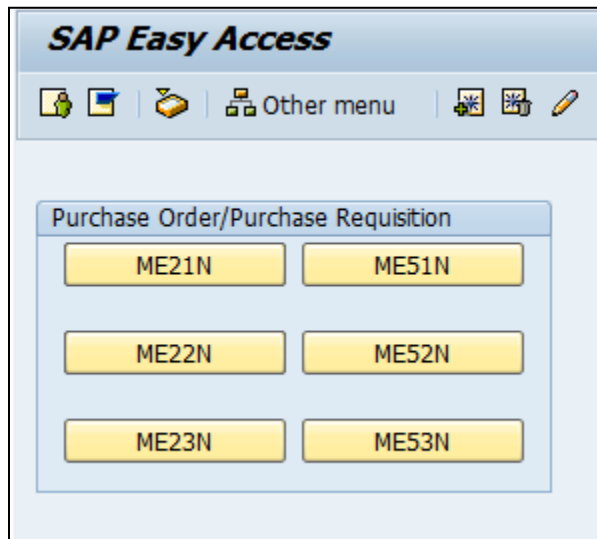 SAP Easy Access
Other menu
Purchase Order/Purchase Requisition
ME21N ME51N
ME22N ME52N
ME23N ME53N